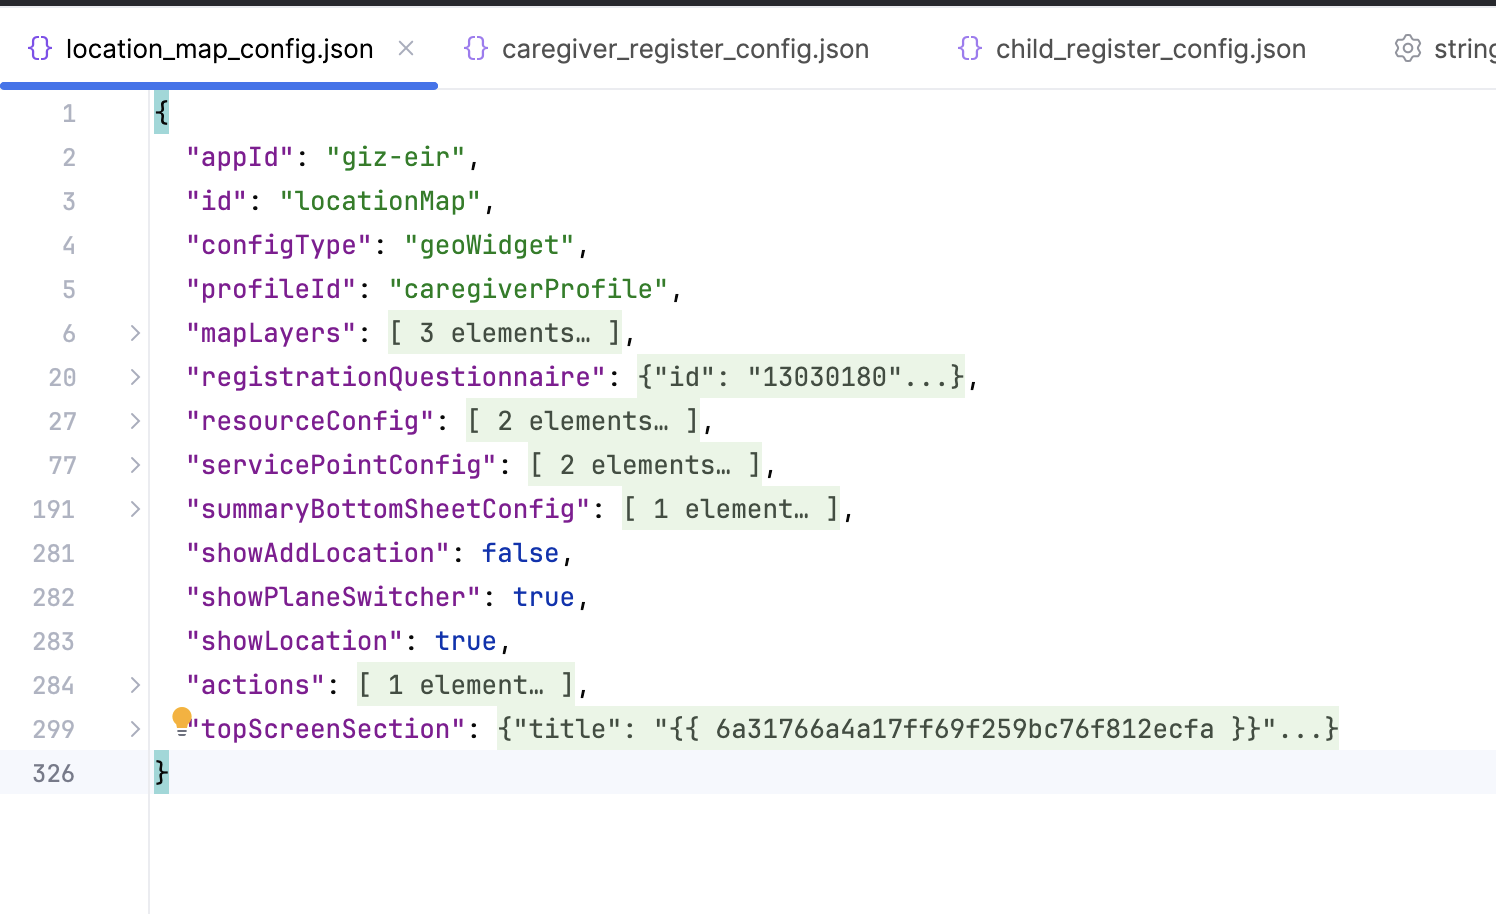 location_map_config.json caregiver_register_config.json child_register_config.json string
1 {
2 "appId": "giz-eir",
3 "id": "locationMap",
4 "configType": "geoWidget",
5 "profileId": "caregiverProfile",
6 "mapLayers": [ 3 elements… ],
20 "registrationQuestionnaire": {"id": "13030180"...},
27 "resourceConfig": [ 2 elements… ],
77 "servicePointConfig": [ 2 elements… ],
191 "summaryBottomSheetConfig": [ 1 element… ],
281 "showAddLocation": false,
282 "showPlaneSwitcher": true,
283 "showLocation": true,
284 "actions": [ 1 element… ],
299 "topScreenSection": {"title": "{{ 6a31766a4a17ff69f259bc76f812ecfa }}"...}
326 }